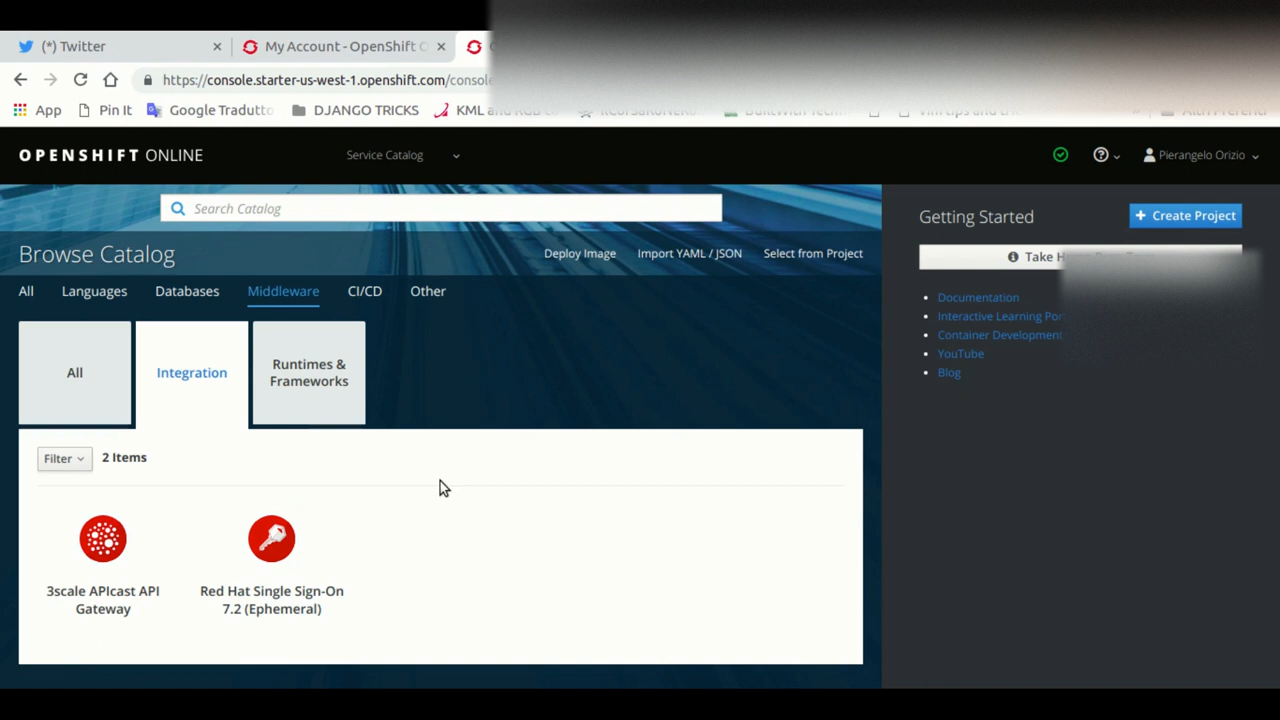 (*) Twitter
My Account - OpenShift O
https://console.starter-us-west-1.openshift.com/console
App Pin It Google Tradutto DJANGO TRICKS KML and
OPENSHIFT ONLINE Service Catalog Pierangelo Orizio
Search Catalog
Getting Started + Create Project
Browse Catalog Deploy Image Import YAML / JSON Select from Project
Take
All Languages Databases Middleware CI/CD Other
Documentation
Interactive Learning Por
Container Development
YouTube
Blog
All Integration Runtimes &
Frameworks
Filter 2 Items
3scale APIcast API
Gateway
Red Hat Single Sign-On
7.2 (Ephemeral)